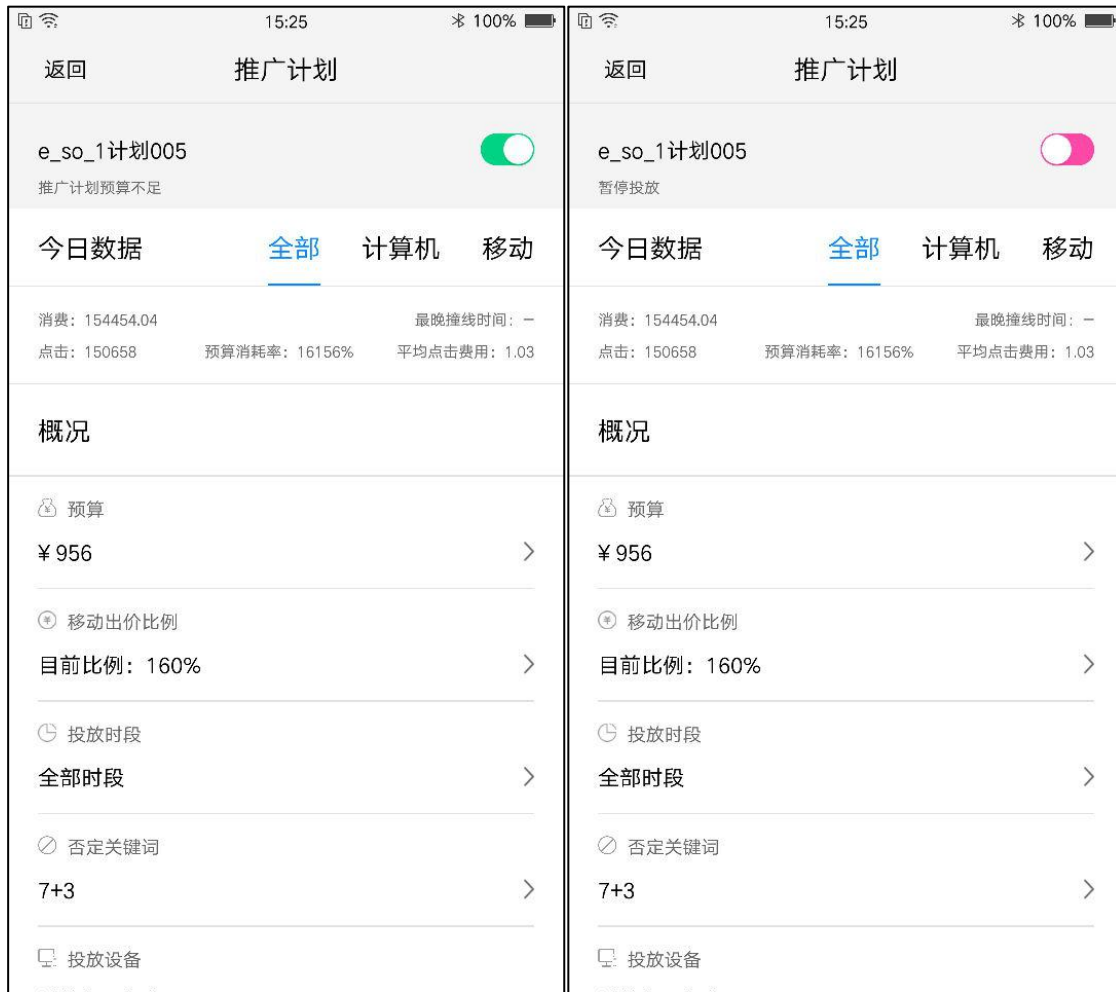 15:25
100%
返回
推广计划
e_so_1计划005
推广计划预算不足
今日数据 全部 计算机 移动
消费：154454.04 最晚撞线时间：—
点击：150658 预算消耗率：16156% 平均点击费用：1.03
概况
预算
¥ 956
移动出价比例
目前比例：160%
投放时段
全部时段
否定关键词
7+3
投放设备
15:25
100%
返回
推广计划
e_so_1计划005
暂停投放
今日数据 全部 计算机 移动
消费：154454.04 最晚撞线时间：—
点击：150658 预算消耗率：16156% 平均点击费用：1.03
概况
预算
¥ 956
移动出价比例
目前比例：160%
投放时段
全部时段
否定关键词
7+3
投放设备